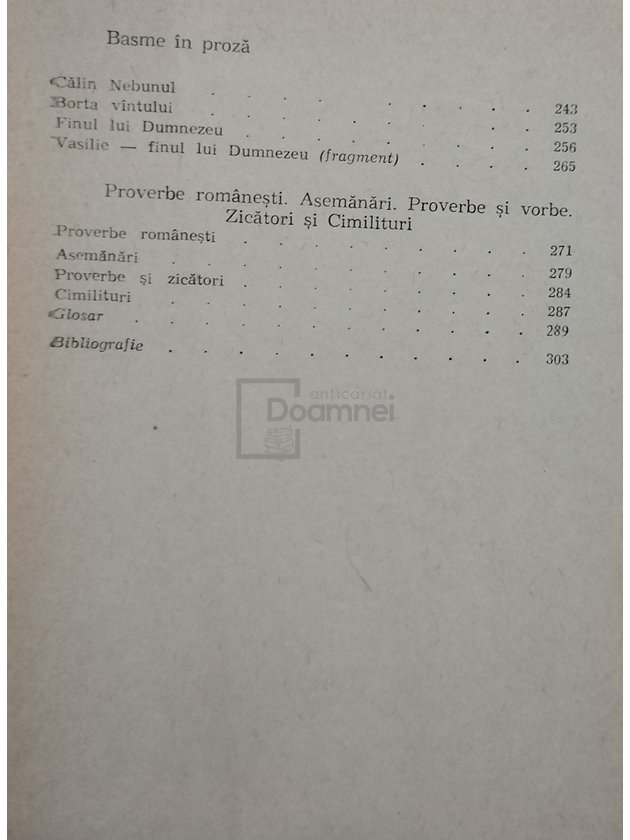 Basme în proză
Călin Nebunul . . . . . . . . . 243
Borta vîntului . . . . . . . . . 253
Finul lui Dumnezeu . . . . . . . . 256
Vasilie — finul lui Dumnezeu (fragment) . . . . 265
Proverbe românești. Asemănări. Proverbe și vorbe.
Zicători și Cimilituri
Proverbe românești . . . . . . . . 271
Asemănări . . . . . . . . . . 279
Proverbe și zicători . . . . . . . . 284
Cimilituri . . . . . . . . . . 287
Glosar . . . . . . . . . . . 289
Bibliografie . . . . . . . . . . 303
anticariat
Doamnei